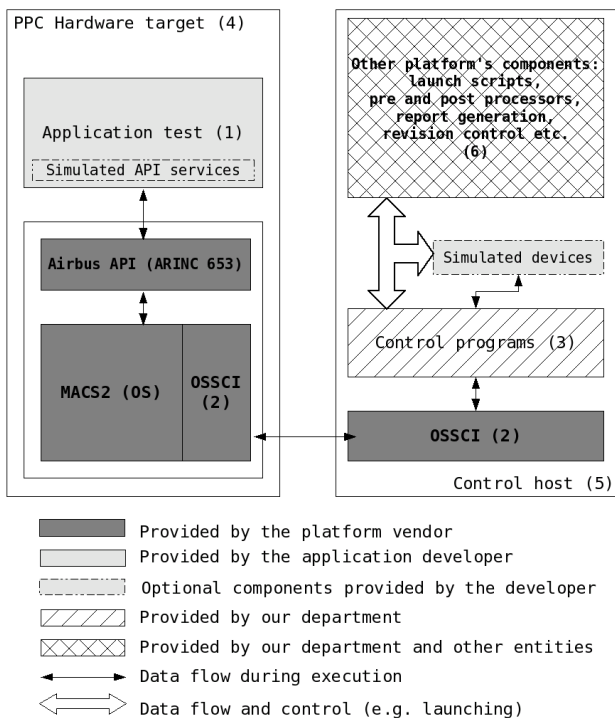 PPC Hardware target (4)
Application test (1)
Simulated API services
Airbus API (ARINC 653)
MACS2 (OS)
OSSCI
(2)
Other platform's components:
launch scripts,
pre and post processors,
report generation,
revision control etc.
(6)
Simulated devices
Control programs (3)
OSSCI (2)
Control host (5)
Provided by the platform vendor
Provided by the application developer
Optional components provided by the developer
Provided by our department
Provided by our department and other entities
Data flow during execution
Data flow and control (e.g. launching)